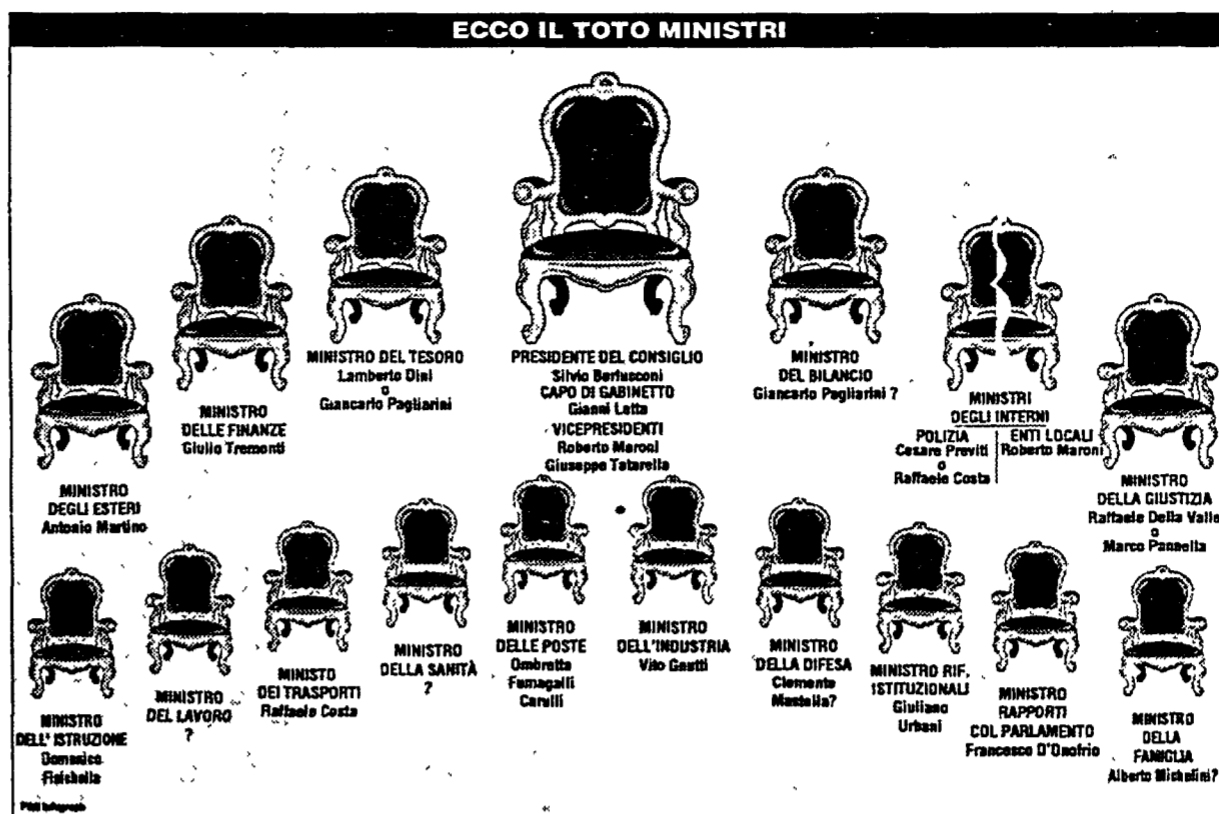 ECCO IL TOTO MINISTRI
MINISTRO DEL TESORO
Lamberto Dini
o
Giancarlo Pagliarini
PRESIDENTE DEL CONSIGLIO
Silvio Berlusconi
CAPO DI GABINETTO
Gianni Letta
VICEPRESIDENTI
Roberto Maroni
Giuseppe Tatarella
MINISTRO
DEL BILANCIO
Giancarlo Pagliarini ?
MINISTRO
DELLE FINANZE
Giulio Tremonti
MINISTRI
DEGLI INTERNI
POLIZIA
Cesare Previti
o
Raffaele Costa
ENTI LOCALI
Roberto Maroni
MINISTRO
DEGLI ESTERI
Antonio Martino
MINISTRO
DELLA GIUSTIZIA
Raffaele Della Valle
o
Marco Pannella
MINISTRO
DELL' ISTRUZIONE
Domenico
Fisichella
MINISTRO
DEL LAVORO
?
MINISTO
DEI TRASPORTI
Raffaele Costa
MINISTRO
DELLA SANITÀ
?
MINISTRO
DELLE POSTE
Ombretta
Fumagalli
Carulli
MINISTRO
DELL'INDUSTRIA
Vito Gnutti
MINISTRO
DELLA DIFESA
Clemente
Mastella?
MINISTRO RIF.
ISTITUZIONALI
Giuliano
Urbani
MINISTRO
RAPPORTI
COL PARLAMENTO
Francesco D'Onofrio
MINISTRO
DELLA
FAMIGLIA
Alberto Michelini?
Infograph